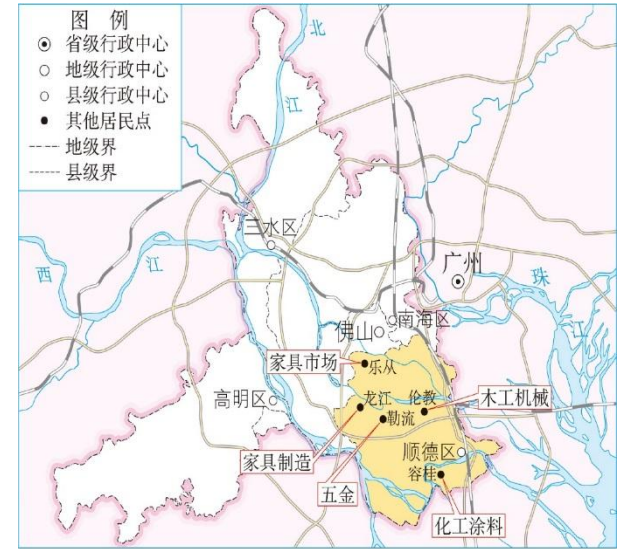 图 例
省级行政中心
地级行政中心
县级行政中心
其他居民点
地级界
县级界
北
江
三水区
西
江
广州
珠
江
南海区
佛山
家具市场
乐从
高明区
龙江
伦教
木工机械
勒流
家具制造
顺德区
五金
容桂
化工涂料